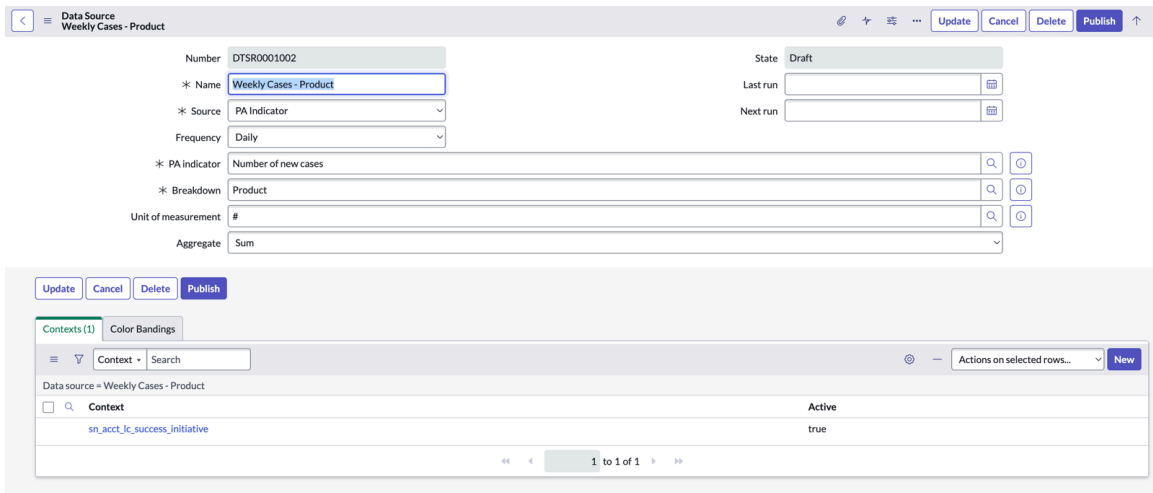 Data Source
Weekly Cases - Product
Update Cancel Delete Publish
Number DTSR0001002 State Draft
Name Weekly Cases - Product Last run
Source PA Indicator Next run
Frequency Daily
PA indicator Number of new cases
Breakdown Product
Unit of measurement #
Aggregate Sum
Update Cancel Delete Publish
Contexts (1) Color Bandings
Context Search Actions on selected rows... New
Data source = Weekly Cases - Product
Context Active
sn_acct_lc_success_initiative true
1 to 1 of 1